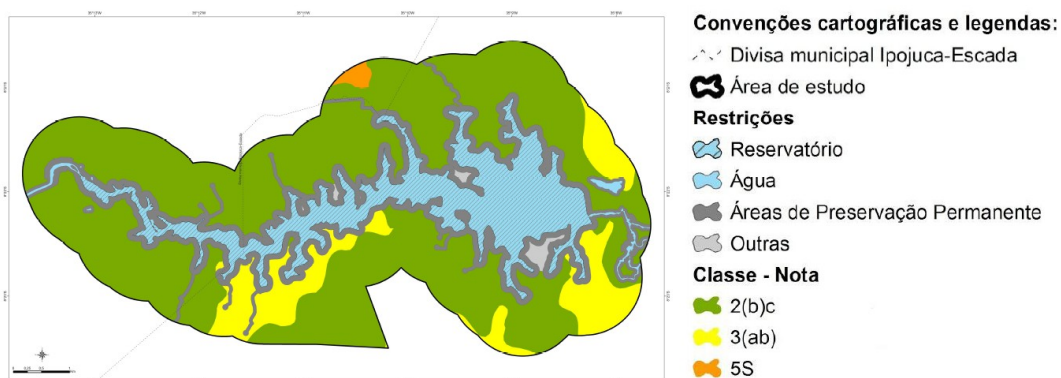 Convenções cartográficas e legendas:
Divisa municipal Ipojuca-Escada
Área de estudo
Restrições
Reservatório
Água
Áreas de Preservação Permanente
Outras
Classe - Nota
2(b)c
3(ab)
5S